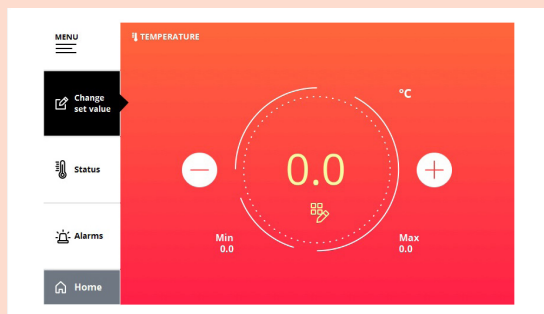 MENU
TEMPERATURE
Change
set value
°C
Status
0.0
Alarms
Min
0.0
Max
0.0
Home